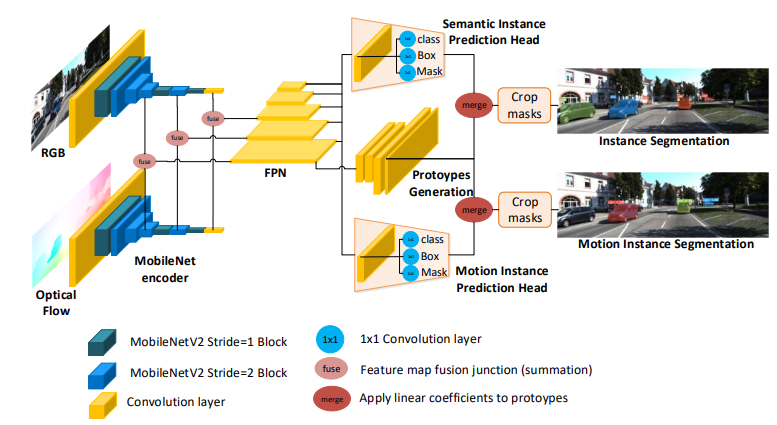 Semantic Instance
Prediction Head
1x1 class
1x1 Box
1x1 Mask
RGB
fuse
fuse
fuse
FPN
Protoypes
Generation
merge
Crop
masks
Instance Segmentation
merge
Crop
masks
Motion Instance Segmentation
1x1 class
1x1 Box
1x1 Mask
Motion Instance
Prediction Head
MobileNet
encoder
Optical
Flow
MobileNetV2 Stride=1 Block
MobileNetV2 Stride=2 Block
Convolution layer
1x1 1x1 Convolution layer
fuse Feature map fusion junction (summation)
merge Apply linear coefficients to protoypes